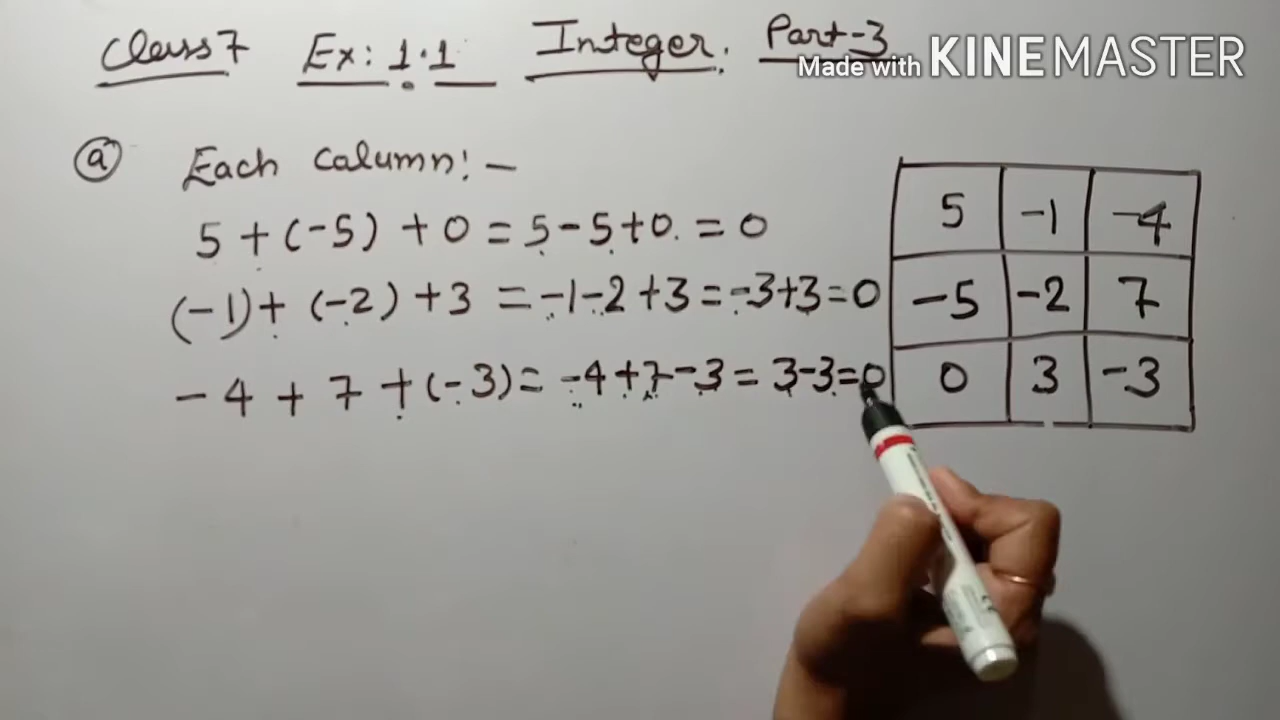 Class 7 Ex: 1.1 Integer. Part-3
Made with KINEMASTER
ⓐ Each calumn:-
5 + (-5) + 0 = 5 - 5 + 0. = 0
(-1) + (-2) + 3 = -1 - 2 + 3 = -3 + 3 = 0
- 4 + 7 + (-3) = -4 + 7 - 3 = 3 - 3 = 0
5 -1 -4
-5 -2 7
0 3 -3